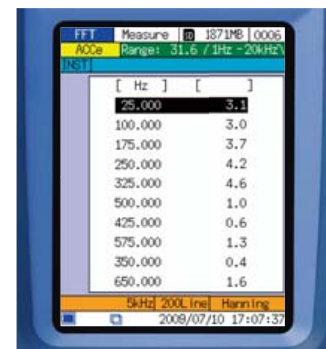 FFT Measure SD 1871MB 0006
ACCe Range: 31.6 / 1Hz - 20kHz\
INST
[ Hz ] [ ]
25.000 3.1
100.000 3.0
175.000 3.7
250.000 4.2
325.000 4.6
500.000 1.0
425.000 0.6
575.000 1.3
350.000 0.4
650.000 1.6
5kHz 200Line Hanning
2009/07/10 17:07:37